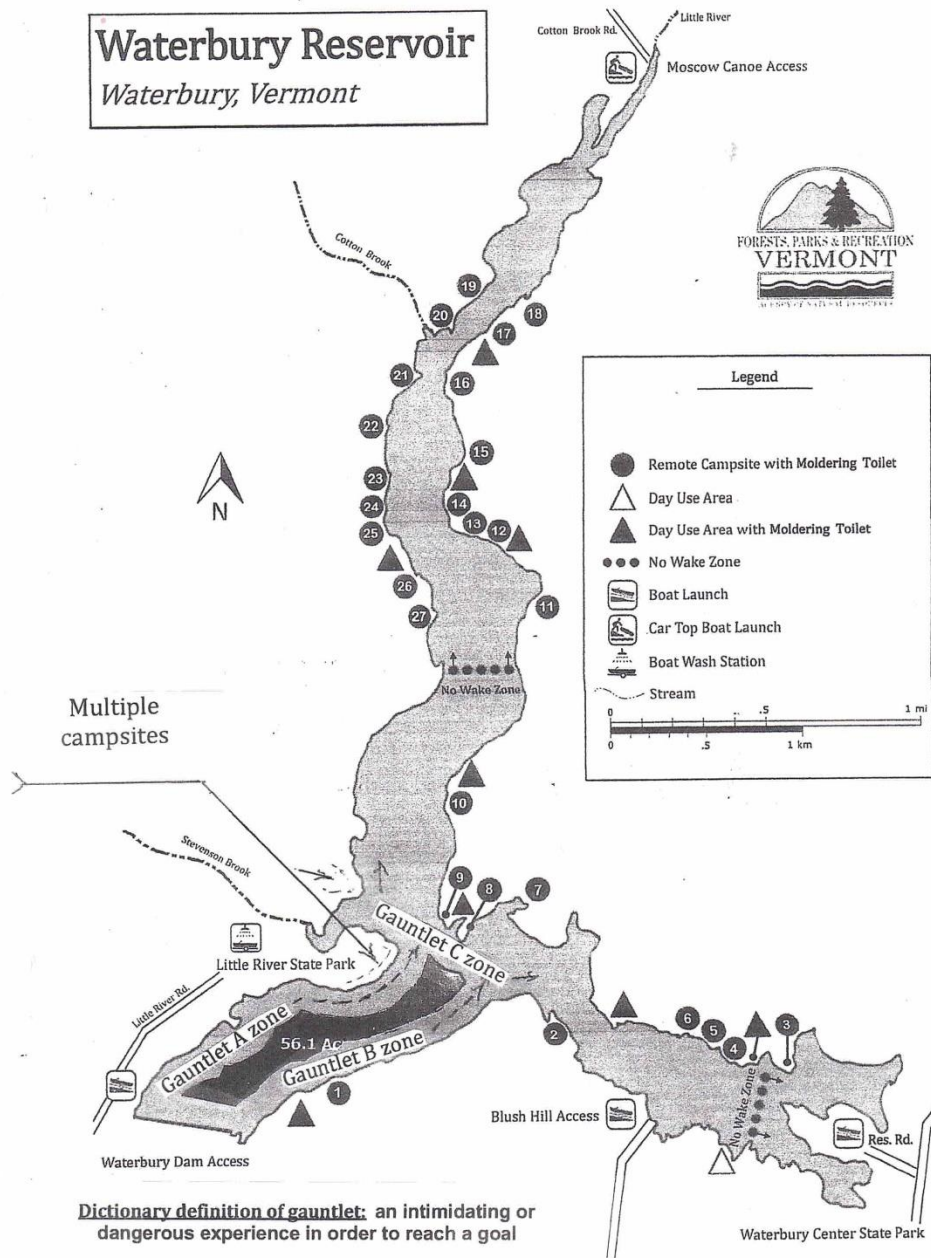 Waterbury Reservoir
Waterbury, Vermont
Cotton Brook Rd.
Little River
Moscow Canoe Access
FORESTS, PARKS & RECREATION
VERMONT
AGENCY OF NATURAL RESOURCES
Cotton Brook
19
20
18
17
21
16
22
15
23
24
14
13
12
25
26
27
11
N
Legend
Remote Campsite with Moldering Toilet
Day Use Area
Day Use Area with Moldering Toilet
No Wake Zone
Boat Launch
Car Top Boat Launch
Boat Wash Station
Stream
0 .5 1 mi
0 .5 1 km
No Wake Zone
Multiple
campsites
10
Stevenson Brook
9
8
7
Gauntlet C zone
Little River State Park
Little River Rd.
Gauntlet A zone
56.1 Ac
Gauntlet B zone
1
2
6
5
4
3
No Wake Zone
Blush Hill Access
Res. Rd.
Waterbury Dam Access
Waterbury Center State Park
Dictionary definition of gauntlet: an intimidating or
dangerous experience in order to reach a goal